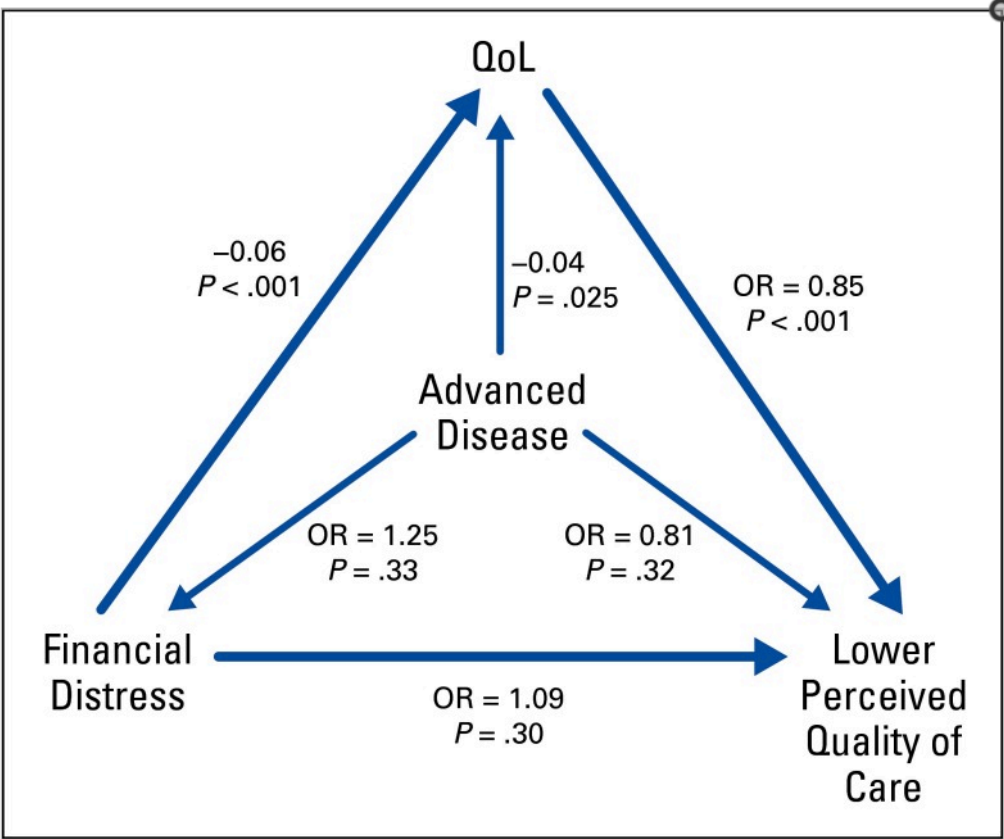 QoL
−0.06
P < .001
−0.04
P = .025
OR = 0.85
P < .001
Advanced
Disease
OR = 1.25
P = .33
OR = 0.81
P = .32
Financial
Distress
OR = 1.09
P = .30
Lower
Perceived
Quality of
Care